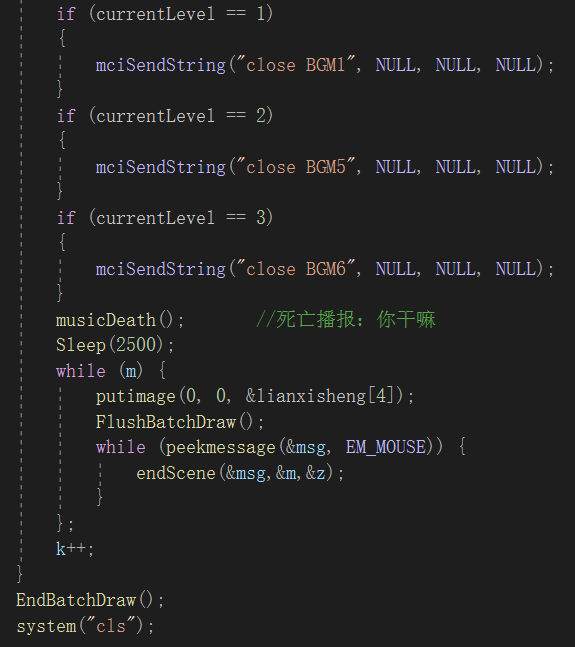 if (currentLevel == 1)
{
mciSendString("close BGM1", NULL, NULL, NULL);
}
if (currentLevel == 2)
{
mciSendString("close BGM5", NULL, NULL, NULL);
}
if (currentLevel == 3)
{
mciSendString("close BGM6", NULL, NULL, NULL);
}
musicDeath(); //死亡播报：你干嘛
Sleep(2500);
while (m) {
putimage(0, 0, &lianxisheng[4]);
FlushBatchDraw();
while (peekmessage(&msg, EM_MOUSE)) {
endScene(&msg,&m,&z);
}
};
k++;
}
EndBatchDraw();
system("cls");